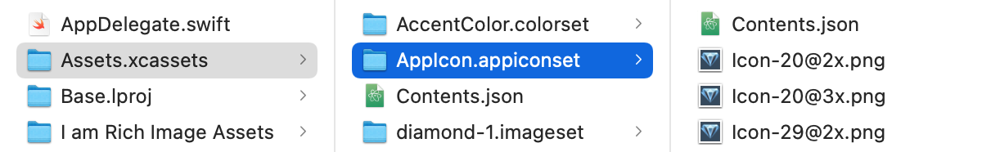 AppDelegate.swift
Assets.xcassets
Base.lproj
I am Rich Image Assets
AccentColor.colorset
AppIcon.appiconset
Contents.json
diamond-1.imageset
Contents.json
Icon-20@2x.png
Icon-20@3x.png
Icon-29@2x.png